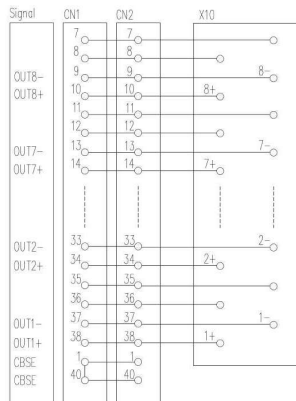 Signal CN1 CN2 X10
7 7
8 8
OUT8- 9 9 8-
OUT8+ 10 10 8+
11 11
12 12
OUT7- 13 13 7-
OUT7+ 14 14 7+
OUT2- 33 33 2-
OUT2+ 34 34 2+
35 35
36 36
OUT1- 37 37 1-
OUT1+ 38 38 1+
CBSE 1 1
CBSE 40 40